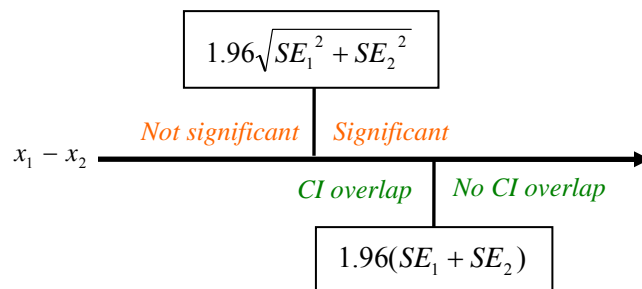 1.96√(SE₁² + SE₂²)
Not significant Significant
x₁ − x₂
CI overlap No CI overlap
1.96(SE₁ + SE₂)